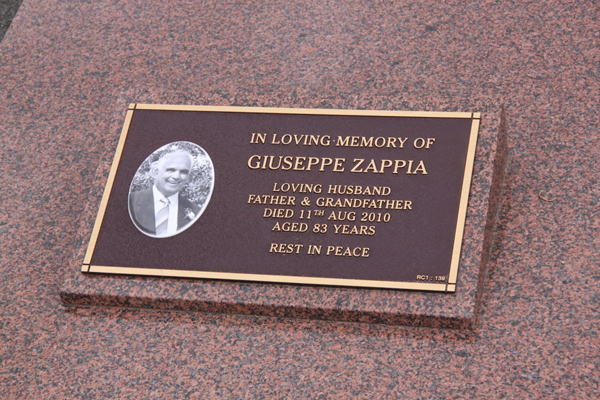 IN LOVING MEMORY OF
GIUSEPPE ZAPPIA
LOVING HUSBAND
FATHER & GRANDFATHER
DIED 11TH AUG 2010
AGED 83 YEARS
REST IN PEACE
RC1 : 139